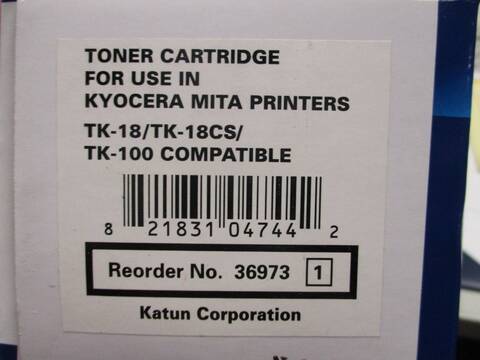 TONER CARTRIDGE
FOR USE IN
KYOCERA MITA PRINTERS
TK-18/TK-18CS/
TK-100 COMPATIBLE
8 21831 04744 2
Reorder No. 36973 1
Katun Corporation